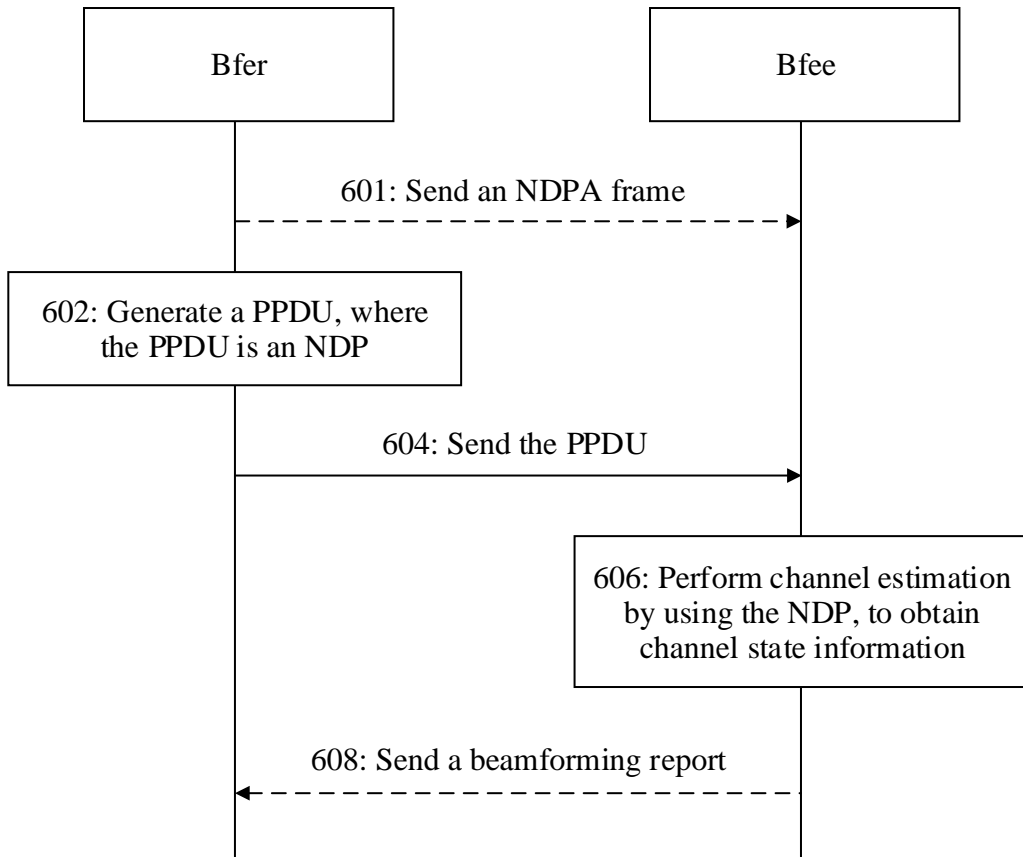 Bfer
Bfee
601: Send an NDPA frame
602: Generate a PPDU, where
the PPDU is an NDP
604: Send the PPDU
606: Perform channel estimation
by using the NDP, to obtain
channel state information
608: Send a beamforming report